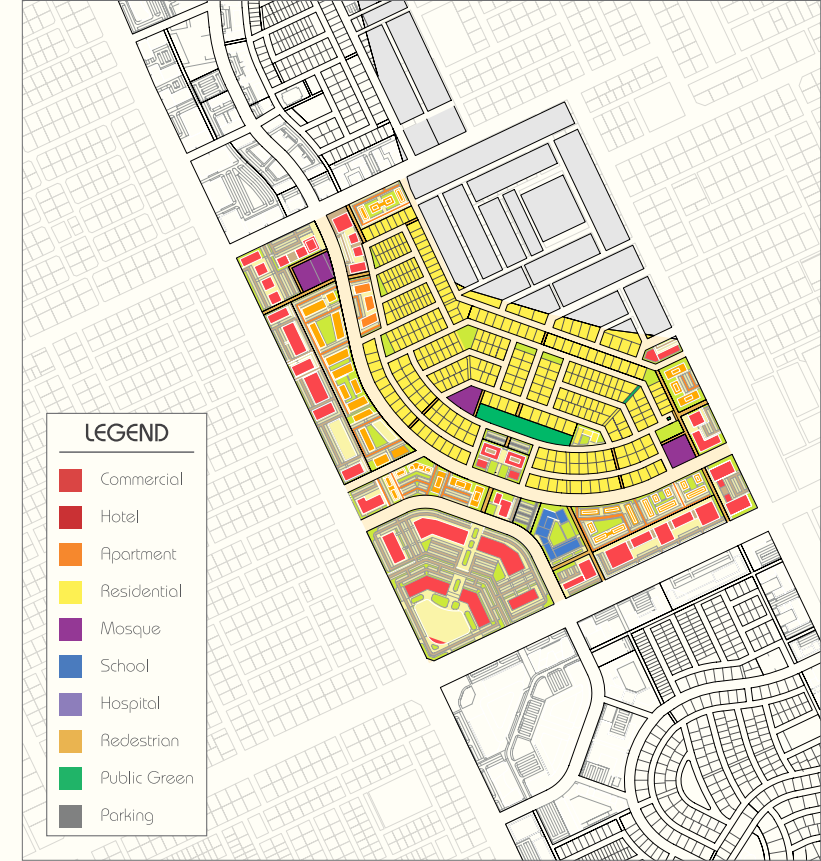 LEGEND
Commercial
Hotel
Apartment
Residential
Mosque
School
Hospital
Redestrian
Public Green
Parking